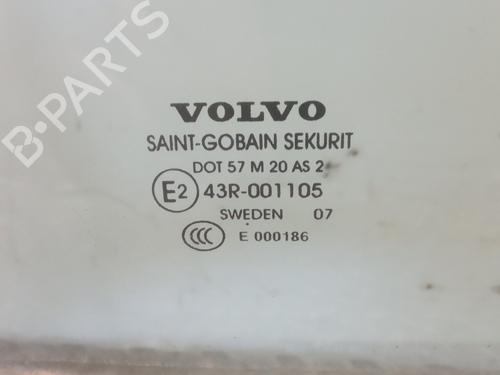 VOLVO
SAINT-GOBAIN SEKURIT
DOT 57 M 20 AS 2
E2 43R-001105
SWEDEN 07
CCC E 000186
B-PARTS